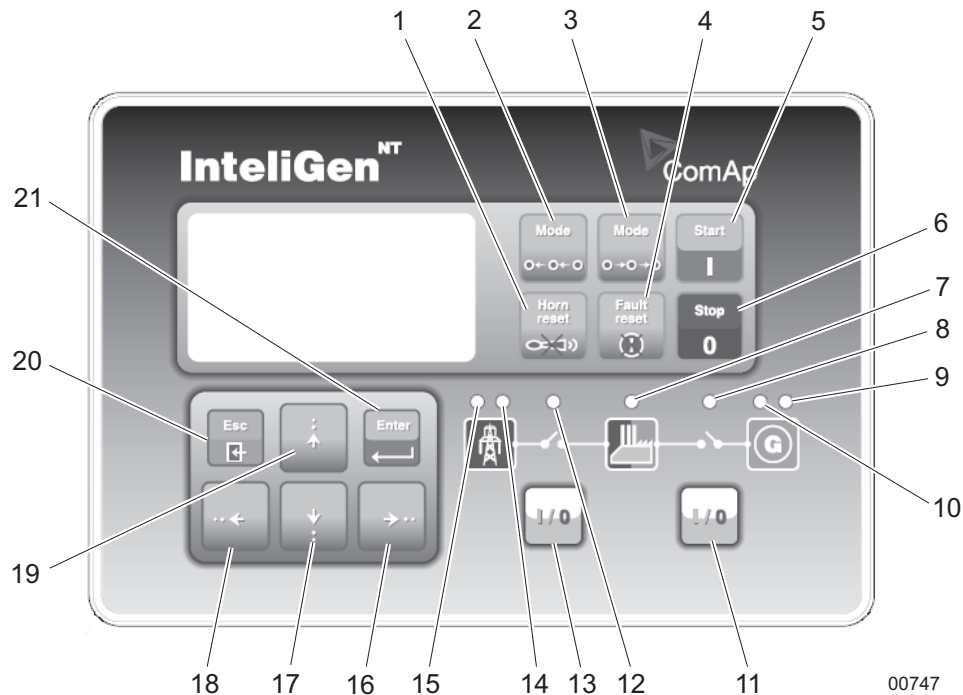 1 2 3 4 5
InteliGen NT
ComAp
21
Mode Mode Start
I
6
Horn reset Fault reset Stop
0
7
8
9
20
Esc Enter
G
10
I/0 I/0
19
18 17 16 15 14 13 12 11
00747